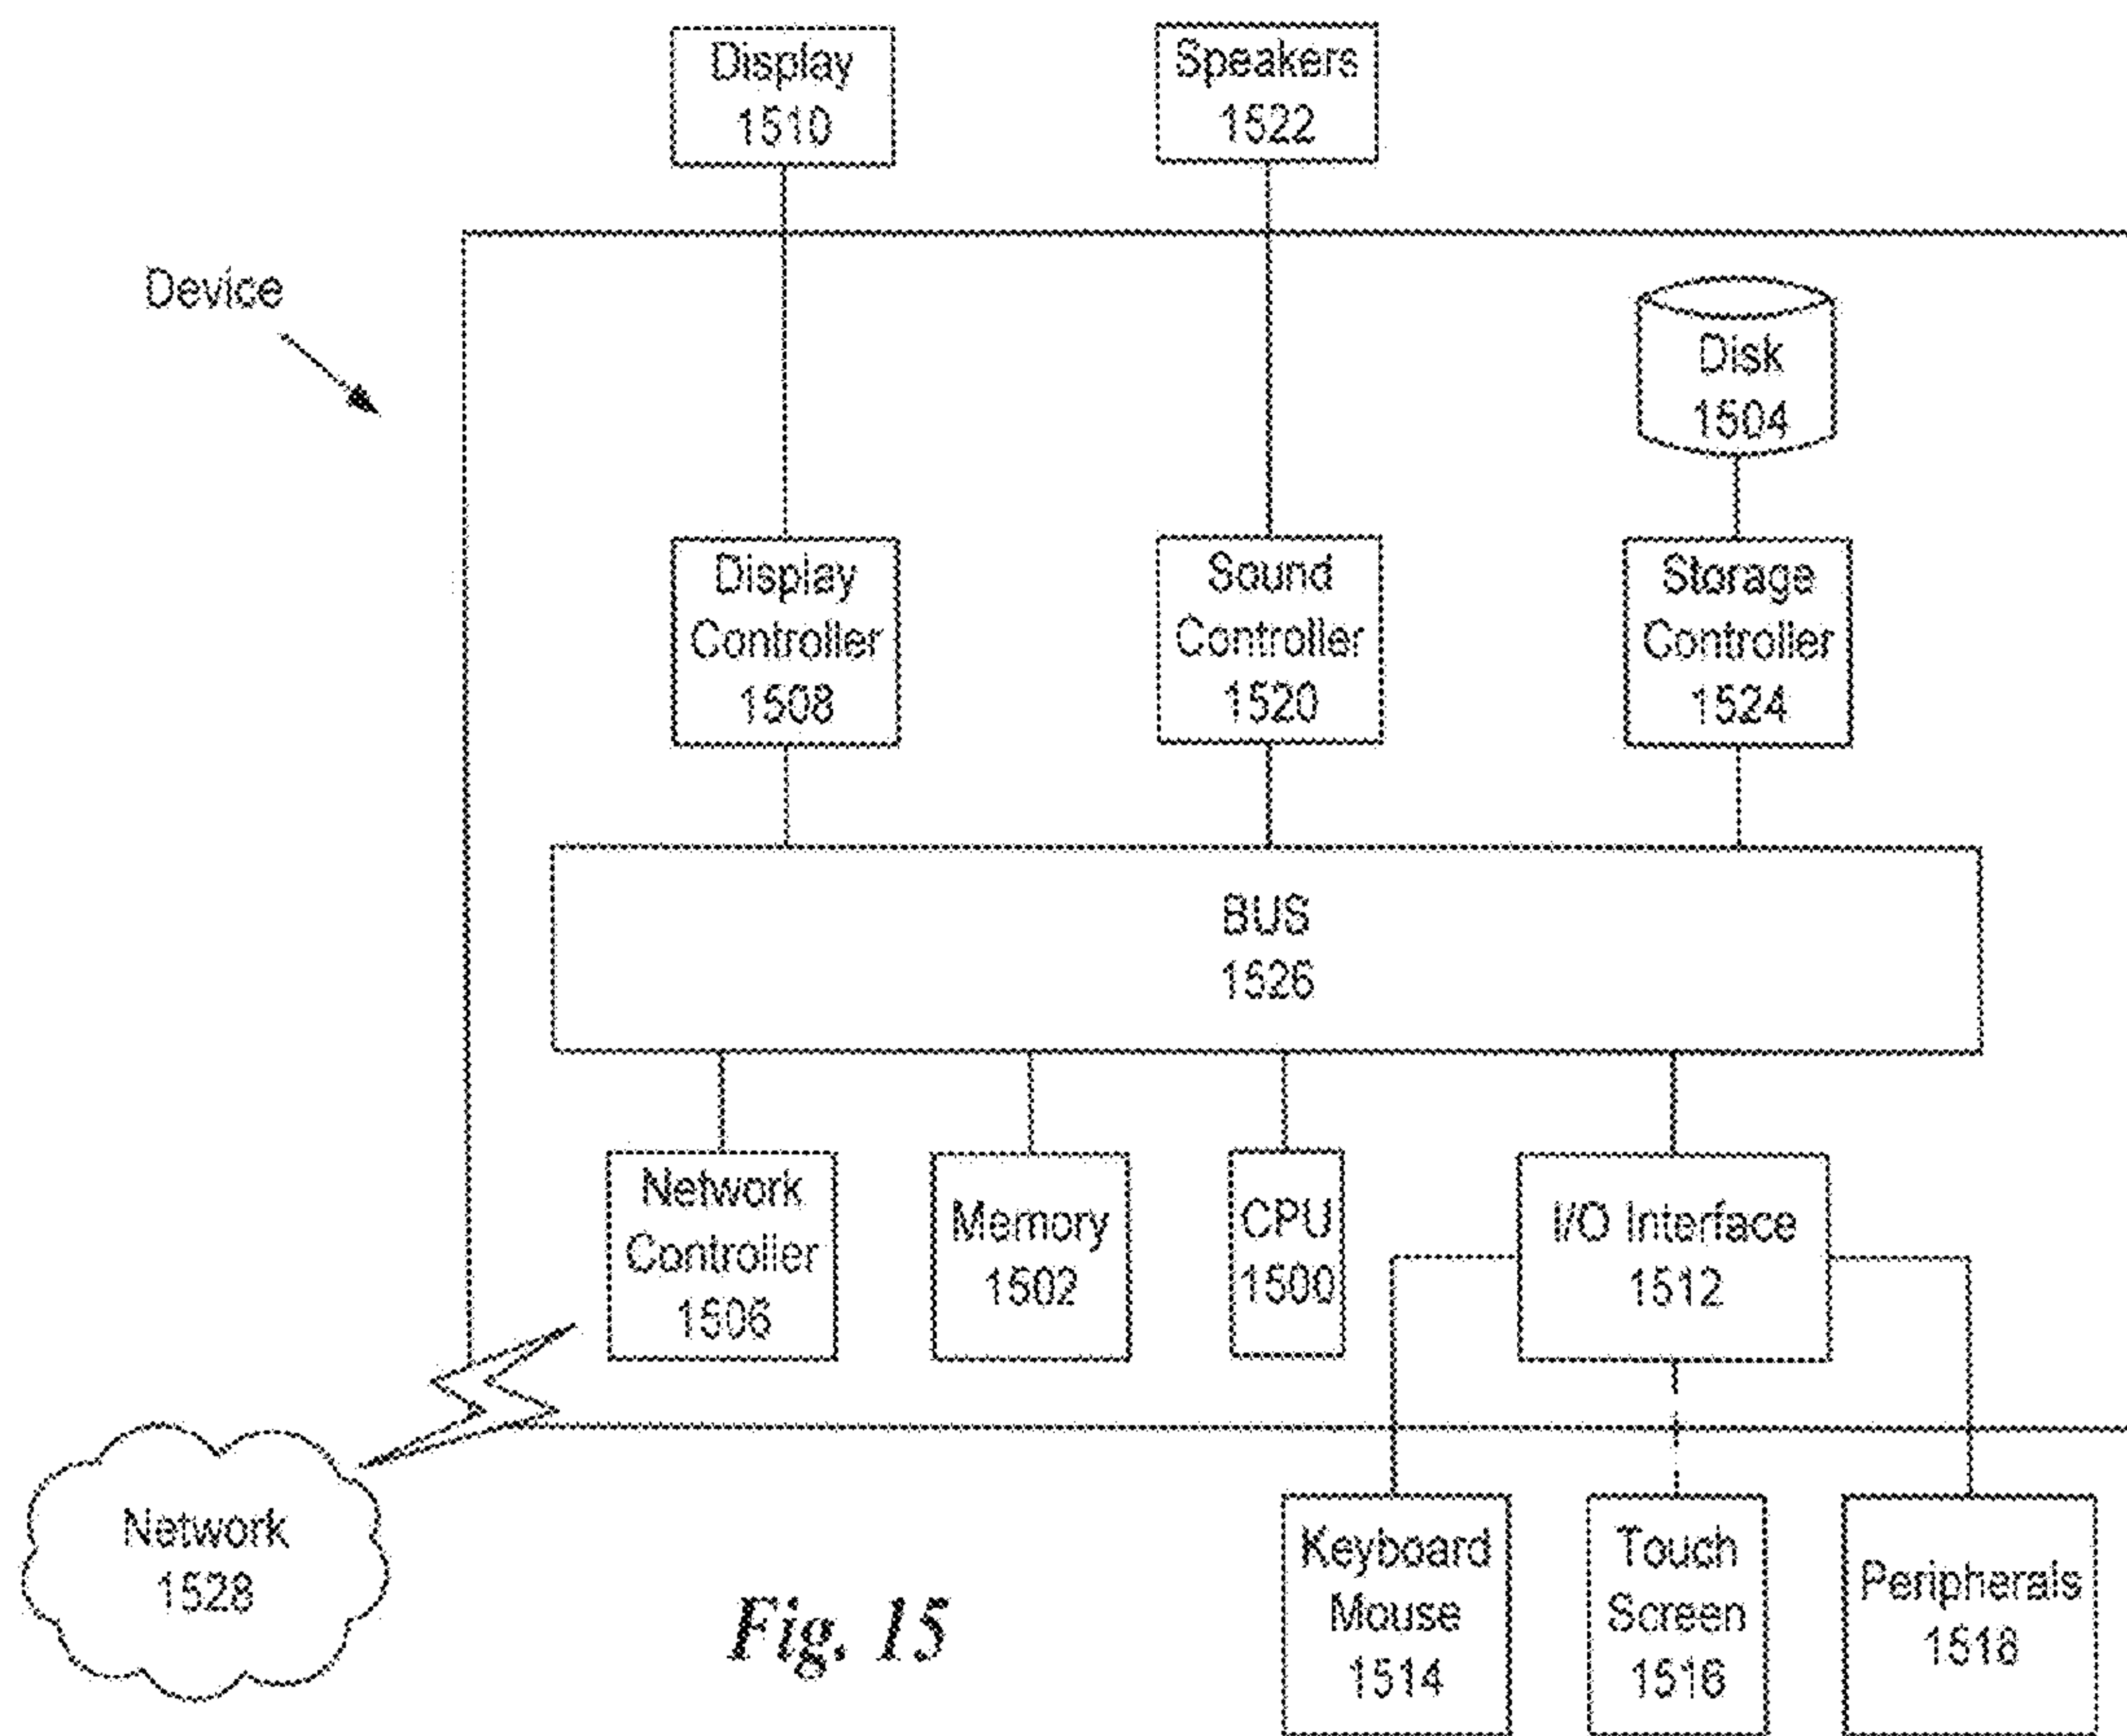 Display
1510
Speakers
1522
Device
Disk
1504
Display
Controller
1508
Sound
Controller
1520
Storage
Controller
1524
BUS
1526
Network
Controller
1506
Memory
1502
CPU
1500
I/O Interface
1512
Network
1528
Keyboard
Mouse
1514
Touch
Screen
1516
Peripherals
1518
Fig. 15